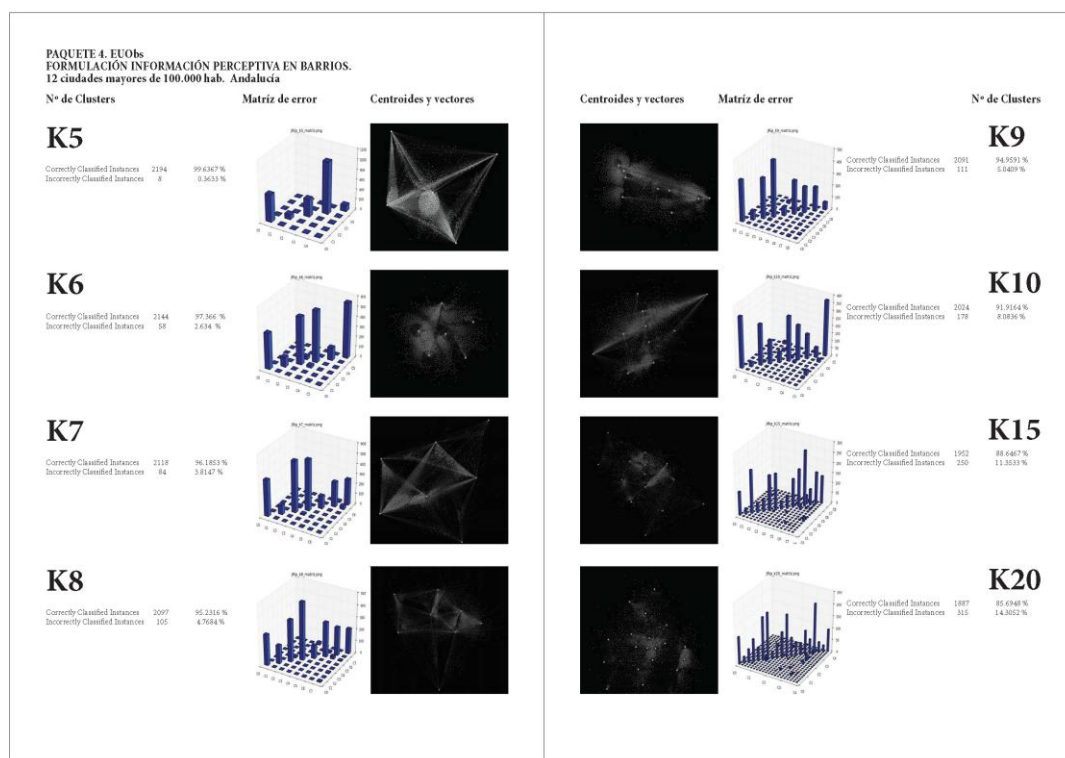 PAQUETE 4. EUObs
FORMULACIÓN INFORMACIÓN PERCEPTIVA EN BARRIOS.
12 ciudades mayores de 100.000 hab. Andalucía
Nº de Clusters Matríz de error Centroides y vectores
K5
Correctly Classified Instances 2194 99.6367 %
Incorrectly Classified Instances 8 0.3633 %
K6
Correctly Classified Instances 2144 97.366 %
Incorrectly Classified Instances 58 2.634 %
K7
Correctly Classified Instances 2118 96.1853 %
Incorrectly Classified Instances 84 3.8147 %
K8
Correctly Classified Instances 2097 95.2316 %
Incorrectly Classified Instances 105 4.7684 %
Centroides y vectores Matríz de error Nº de Clusters
K9
Correctly Classified Instances 2091 94.9591 %
Incorrectly Classified Instances 111 5.0409 %
K10
Correctly Classified Instances 2024 91.9164 %
Incorrectly Classified Instances 178 8.0836 %
K15
Correctly Classified Instances 1952 88.6467 %
Incorrectly Classified Instances 250 11.3533 %
K20
Correctly Classified Instances 1887 85.6948 %
Incorrectly Classified Instances 315 14.3052 %